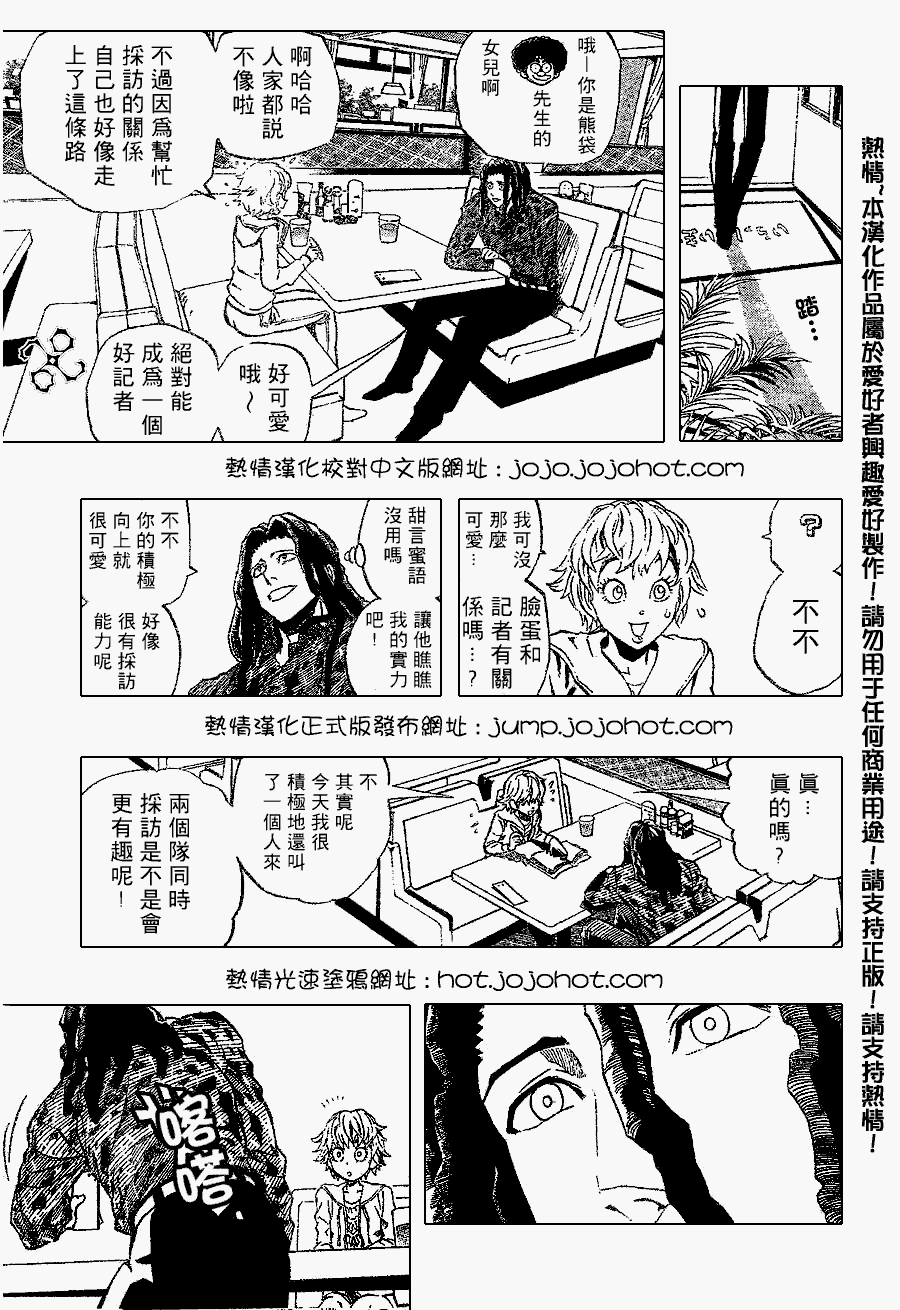 踏…
哦—你是熊袋
先生的
女兒啊
啊哈哈
人家都說
不像啦
不過因爲幫忙
採訪的關係
自己也好像走
上了這條路
好可愛
哦～
絕對能
成爲一個
好記者
熱情漢化校對中文版網址：jojo.jojohot.com
？
不不
我可沒
那麼
可愛…
臉蛋和
記者有關
係嗎…？
甜言蜜語
沒用嗎
讓他瞧瞧
我的實力
吧！
不不
你的積極
向上就
很可愛
好像
很有採訪
能力呢
熱情漢化正式版發布網址：jump.jojohot.com
眞…
眞的嗎？
不
其實呢
今天我很
積極地還叫
了一個人來
兩個隊同時
採訪是不是會
更有趣呢！
熱情光速塗鴉網址：hot.jojohot.com
喀
嗒
熱情~本漢化作品屬於愛好者興趣愛好製作！請勿用于任何商業用途！請支持正版！請支持熱情！